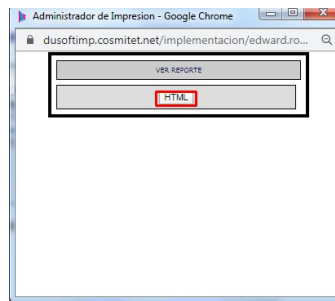 Administrador de Impresion - Google Chrome
dusoftimp.cosmitet.net/implementacion/edward.ro...
VER REPORTE
HTML